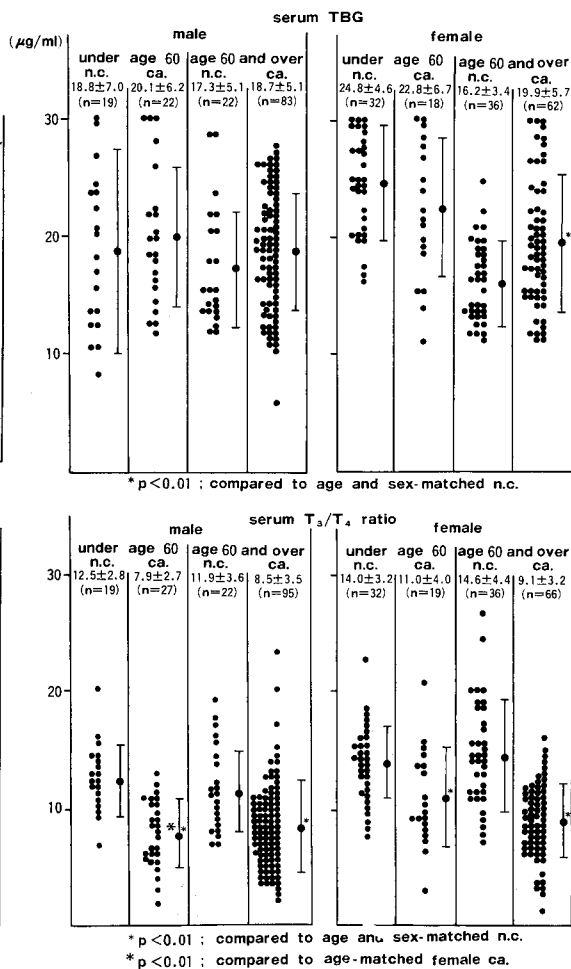 serum TBG
(μg/ml) male female
under age 60 age 60 and over under age 60 age 60 and over
n.c. ca. n.c. ca. n.c. ca. n.c. ca.
18.8±7.0 20.1±6.2 17.3±5.1 18.7±5.1 24.8±4.6 22.8±6.7 16.2±3.4 19.9±5.7
(n=19) (n=22) (n=22) (n=83) (n=32) (n=18) (n=36) (n=62)
30
20
*
10
*p<0.01 ; compared to age and sex-matched n.c.
serum T₃/T₄ ratio
male female
under age 60 age 60 and over under age 60 age 60 and over
n.c. ca. n.c. ca. n.c. ca. n.c. ca.
12.5±2.8 7.9±2.7 11.9±3.6 8.5±3.5 14.0±3.2 11.0±4.0 14.6±4.4 9.1±3.2
(n=19) (n=27) (n=22) (n=95) (n=32) (n=19) (n=36) (n=66)
30
20
10
* * * * *
*p<0.01 ; compared to age and sex-matched n.c.
*p<0.01 ; compared to age-matched female ca.